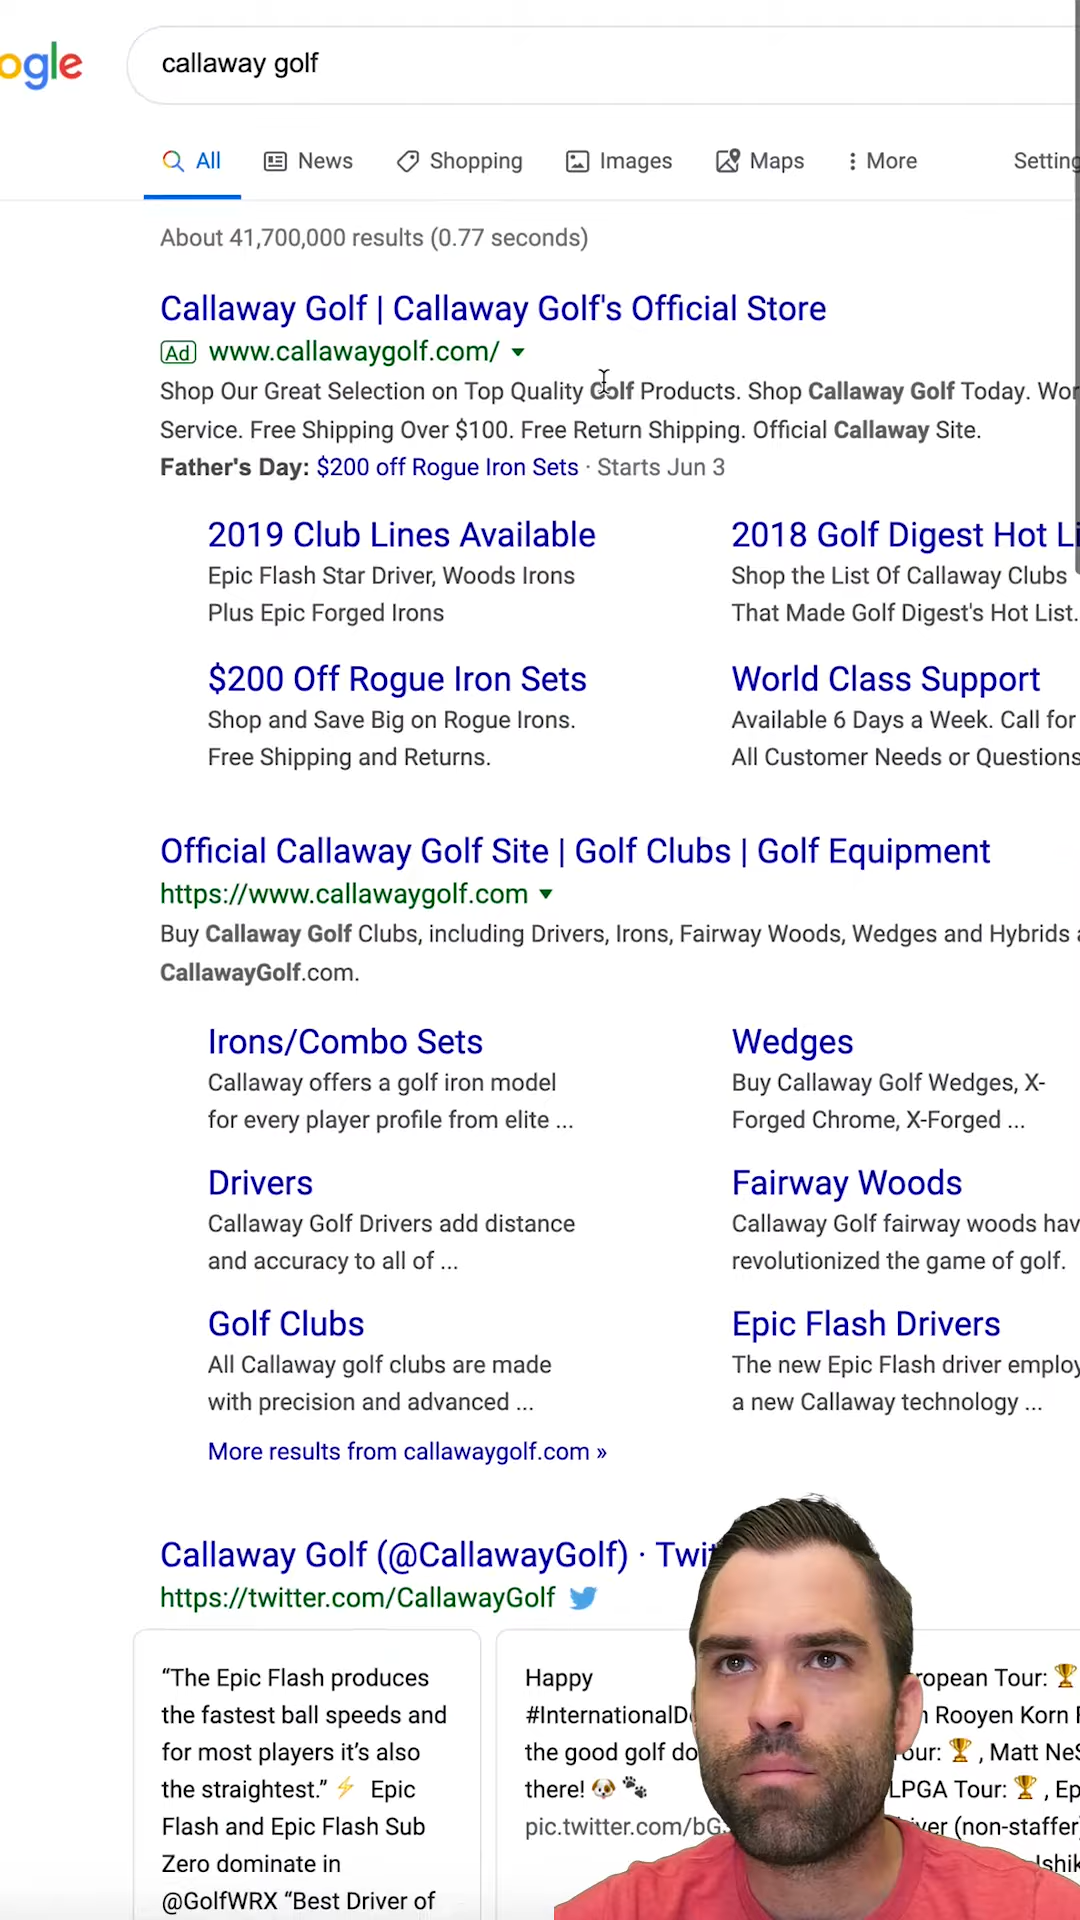 ogle
callaway golf
All News Shopping Images Maps More
About 41,700,000 results (0.77 seconds)
Callaway Golf | Callaway Golf's Official Store
Ad www.callawaygolf.com/
Shop Our Great Selection on Top Quality Golf Products. Shop Callaway Golf Today.
Service. Free Shipping Over $100. Free Return Shipping. Official Callaway Site.
Father's Day: $200 off Rogue Iron Sets · Starts Jun 3
2019 Club Lines Available
Epic Flash Star Driver, Woods Irons
Plus Epic Forged Irons
2018 Golf Digest Hot
Shop the List Of Callaway Clubs
That Made Golf Digest's Hot List.
$200 Off Rogue Iron Sets
Shop and Save Big on Rogue Irons.
Free Shipping and Returns.
World Class Support
Available 6 Days a Week. Call for
All Customer Needs or Questions
Official Callaway Golf Site | Golf Clubs | Golf Equipment
https://www.callawaygolf.com
Buy Callaway Golf Clubs, including Drivers, Irons, Fairway Woods, Wedges and Hybrids
CallawayGolf.com.
Irons/Combo Sets
Callaway offers a golf iron model
for every player profile from elite ...
Wedges
Buy Callaway Golf Wedges, X-
Forged Chrome, X-Forged ...
Drivers
Callaway Golf Drivers add distance
and accuracy to all of ...
Fairway Woods
Callaway Golf fairway woods hav
revolutionized the game of golf.
Golf Clubs
All Callaway golf clubs are made
with precision and advanced ...
Epic Flash Drivers
The new Epic Flash driver employ
a new Callaway technology ...
More results from callawaygolf.com »
Callaway Golf (@CallawayGolf) · Twit
https://twitter.com/CallawayGolf
“The Epic Flash produces
the fastest ball speeds and
for most players it’s also
the straightest.” ⚡ Epic
Flash and Epic Flash Sub
Zero dominate in
@GolfWRX “Best Driver of
Happy
#InternationalD
the good golf do
there! 🐶 🐾
pic.twitter.com/bG
ropean Tour: 🏆
Rooyen Korn
our: 🏆 , Matt
LPGA Tour: 🏆 , Ep
iver (non-staffer
Ishik